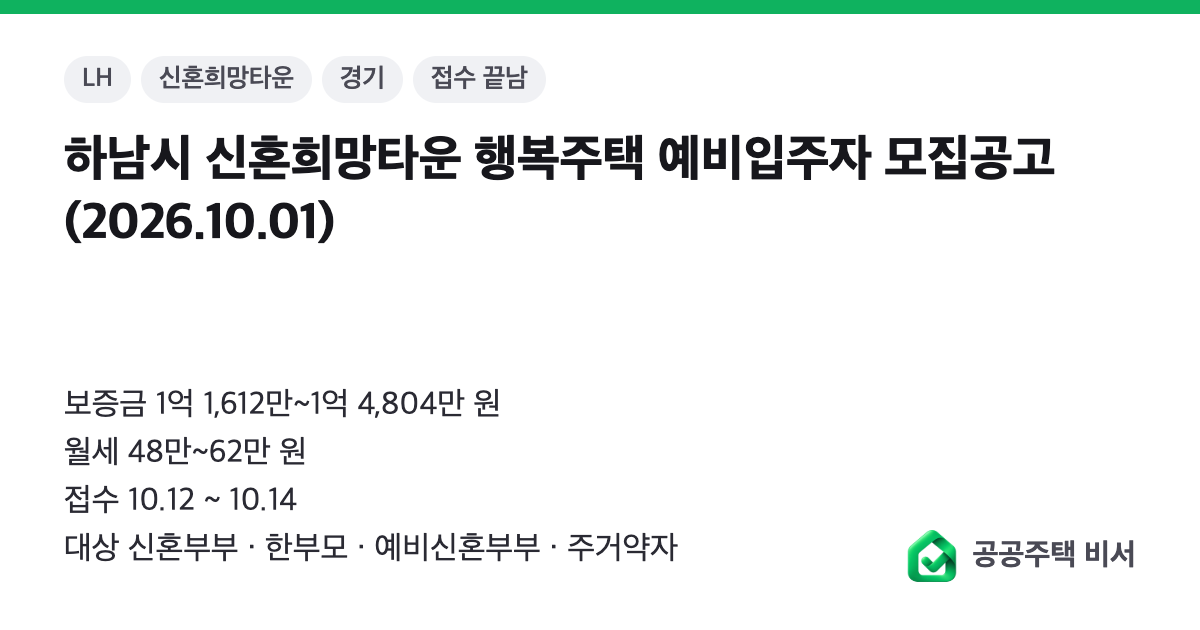 LH 신혼희망타운 경기 접수 끝남
하남시 신혼희망타운 행복주택 예비입주자 모집공고
(2026.10.01)
보증금 1억 1,612만~1억 4,804만 원
월세 48만~62만 원
접수 10.12 ~ 10.14
대상 신혼부부 · 한부모 · 예비신혼부부 · 주거약자
공공주택 비서